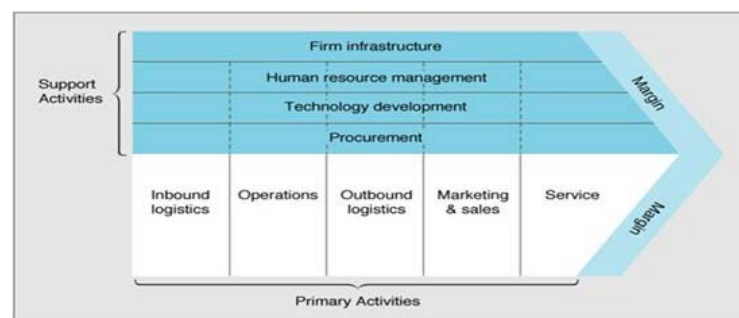 Firm infrastructure
Support
Activities
Human resource management
Technology development
Procurement
Margin
Inbound
logistics
Operations
Outbound
logistics
Marketing
& sales
Service
Margin
Primary Activities